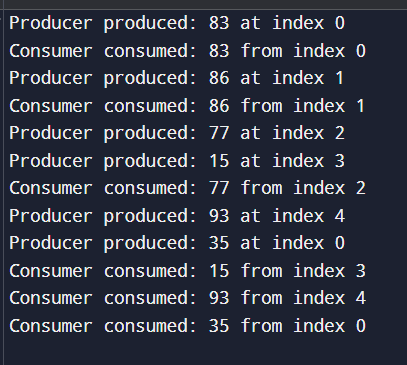 Producer produced: 83 at index 0
Consumer consumed: 83 from index 0
Producer produced: 86 at index 1
Consumer consumed: 86 from index 1
Producer produced: 77 at index 2
Producer produced: 15 at index 3
Consumer consumed: 77 from index 2
Producer produced: 93 at index 4
Producer produced: 35 at index 0
Consumer consumed: 15 from index 3
Consumer consumed: 93 from index 4
Consumer consumed: 35 from index 0